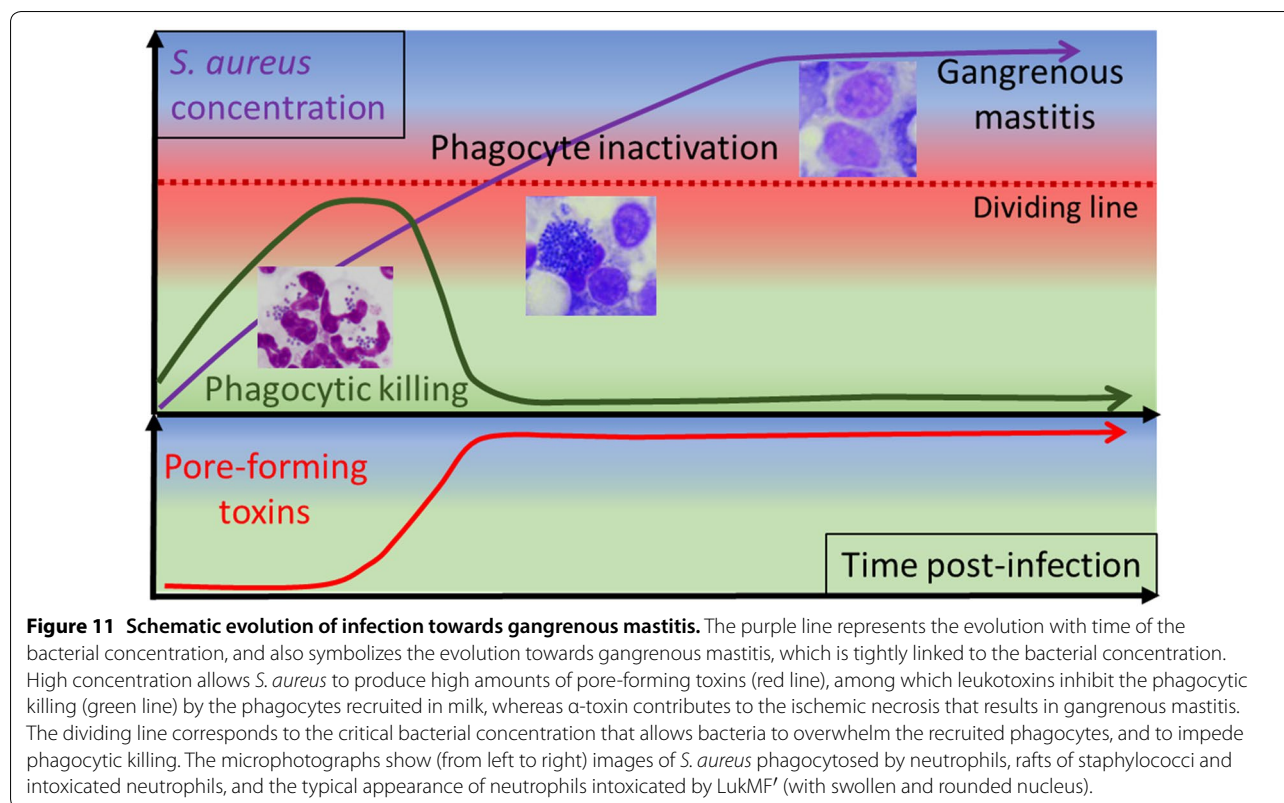 S. aureus
concentration
Gangrenous
mastitis
Phagocyte inactivation
Dividing line
Phagocytic killing
Pore-forming
toxins
Time post-infection
Figure 11 Schematic evolution of infection towards gangrenous mastitis. The purple line represents the evolution with time of the
bacterial concentration, and also symbolizes the evolution towards gangrenous mastitis, which is tightly linked to the bacterial concentration.
High concentration allows S. aureus to produce high amounts of pore-forming toxins (red line), among which leukotoxins inhibit the phagocytic
killing (green line) by the phagocytes recruited in milk, whereas α-toxin contributes to the ischemic necrosis that results in gangrenous mastitis.
The dividing line corresponds to the critical bacterial concentration that allows bacteria to overwhelm the recruited phagocytes, and to impede
phagocytic killing. The microphotographs show (from left to right) images of S. aureus phagocytosed by neutrophils, rafts of staphylococci and
intoxicated neutrophils, and the typical appearance of neutrophils intoxicated by LukMF′ (with swollen and rounded nucleus).